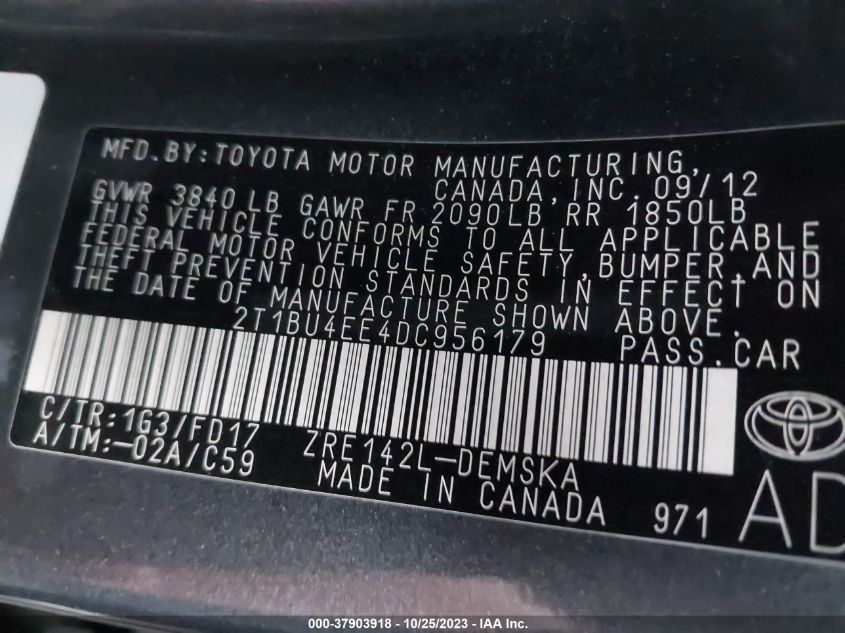 MFD.BY:TOYOTA MOTOR MANUFACTURING,
CANADA,INC. 09/12
GVWR 3840 LB GAWR FR 2090LB RR 1850LB
THIS VEHICLE CONFORMS TO ALL APPLICABLE
FEDERAL MOTOR VEHICLE SAFETY,BUMPER,AND
THEFT PREVENTION STANDARDS IN EFFECT ON
THE DATE OF MANUFACTURE SHOWN ABOVE.
2T1BU4EE4DC956179 PASS.CAR
C/TR:1G3/FD17 ZRE142L-DEMSKA
A/TM:-02A/C59 MADE IN CANADA
971 AD
000-37903918 - 10/25/2023 - © IAA Inc.